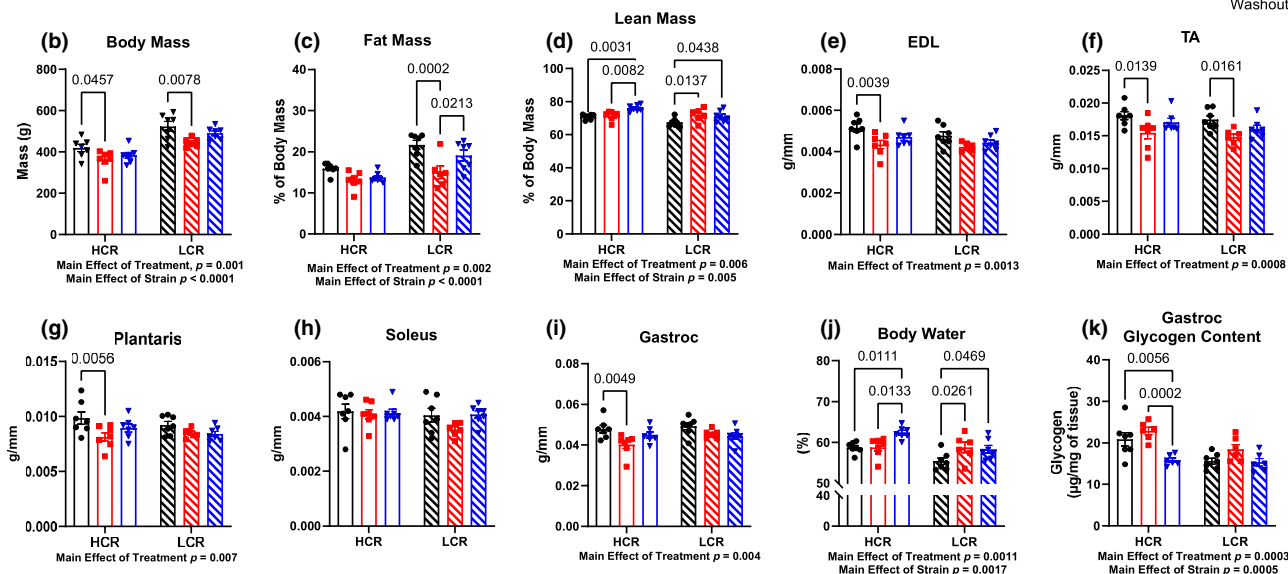 Washout
(b) Body Mass
(c) Fat Mass
(d) Lean Mass
(e) EDL
(f) TA
800
600
400
200
0
Mass (g)
0.0457
0.0078
HCR
LCR
Main Effect of Treatment, p = 0.001
Main Effect of Strain p < 0.0001
40
30
20
10
0
% of Body Mass
0.0002
0.0213
HCR
LCR
Main Effect of Treatment p = 0.002
Main Effect of Strain p < 0.0001
100
80
60
40
20
0
% of Body Mass
0.0031
0.0082
0.0438
0.0137
HCR
LCR
Main Effect of Treatment p = 0.006
Main Effect of Strain p = 0.005
0.008
0.006
0.004
0.002
0.000
g/mm
0.0039
HCR
LCR
Main Effect of Treatment p = 0.0013
0.025
0.020
0.015
0.010
0.005
0.000
g/mm
0.0139
0.0161
HCR
LCR
Main Effect of Treatment p = 0.0008
(g) Plantaris
(h) Soleus
(i) Gastroc
(j) Body Water
(k) Gastroc
Glycogen Content
0.015
0.010
0.005
0.000
g/mm
0.0056
HCR
LCR
Main Effect of Treatment p = 0.007
0.006
0.004
0.002
0.000
g/mm
HCR
LCR
0.08
0.06
0.04
0.02
0.00
g/mm
0.0049
HCR
LCR
Main Effect of Treatment p = 0.004
80
70
60
50
40
0
(%)
0.0111
0.0133
0.0469
0.0261
HCR
LCR
Main Effect of Treatment p = 0.0011
Main Effect of Strain p = 0.0017
40
30
20
10
0
Glycogen
(µg/mg of tissue)
0.0056
0.0002
HCR
LCR
Main Effect of Treatment p = 0.0003
Main Effect of Strain p = 0.0005